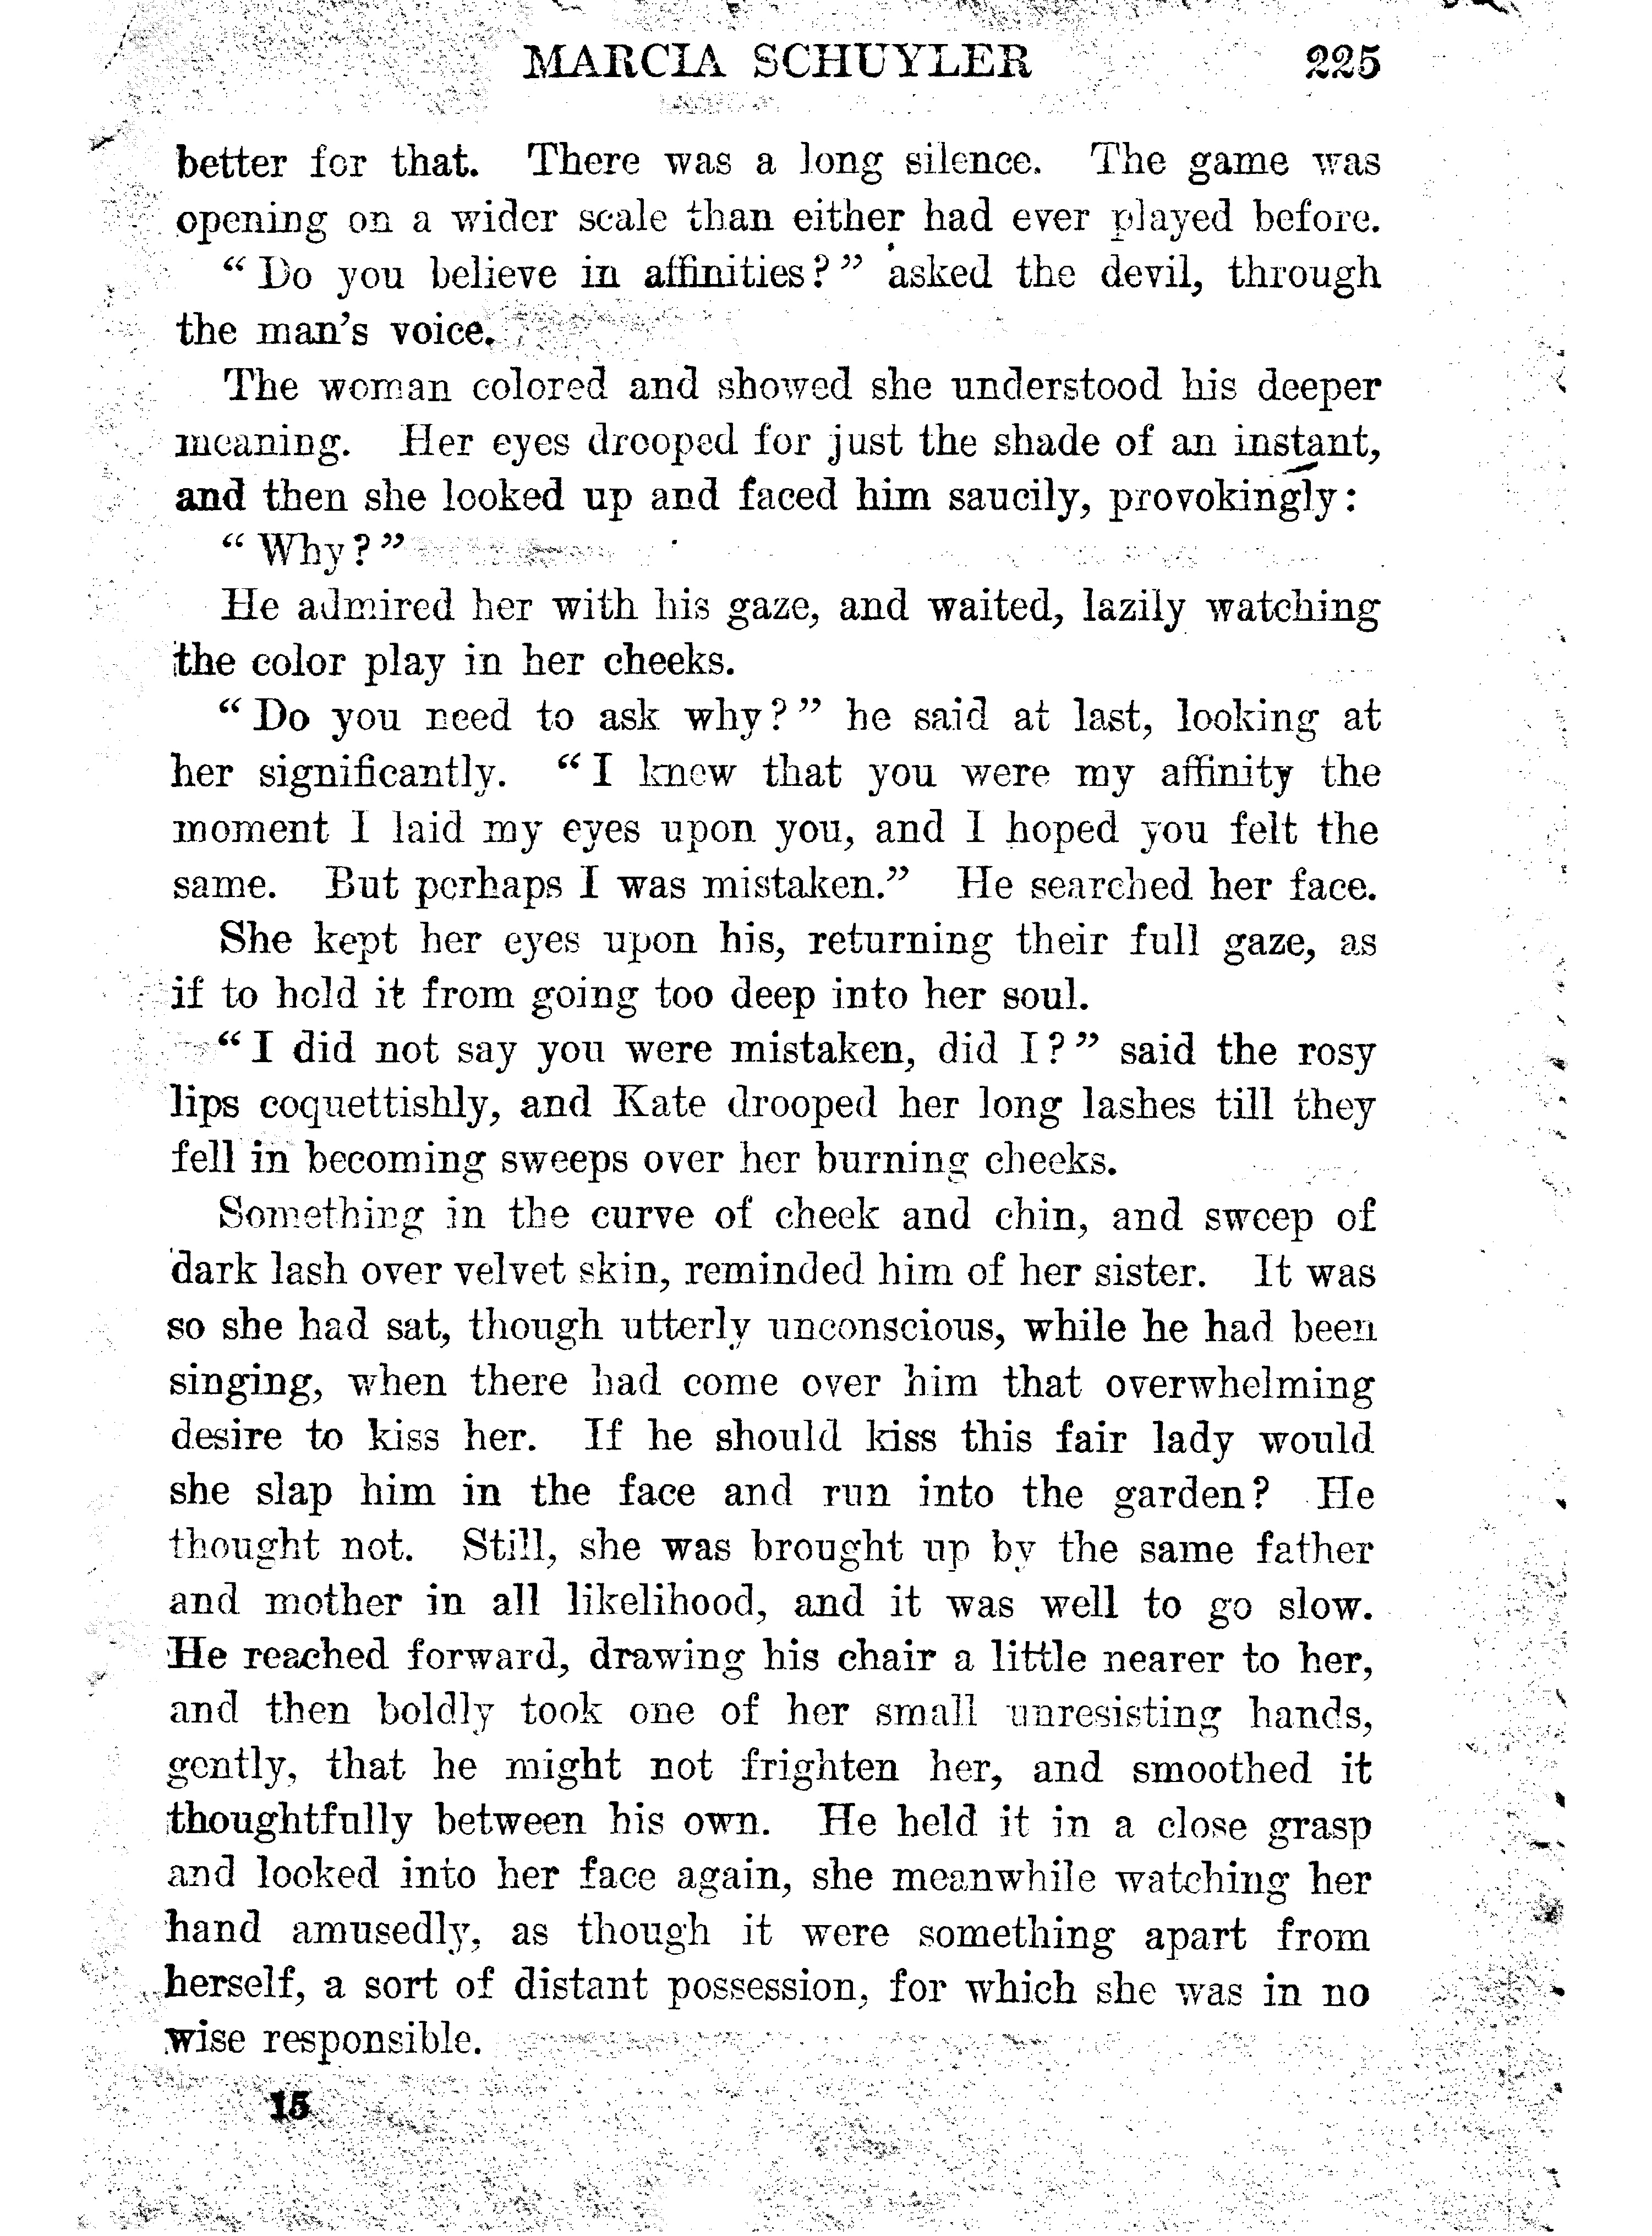 MARCIA SCHUYLER 225
better for that. There was a long silence. The game was
opening on a wider scale than either had ever played before.
“Do you believe in affinities?” asked the devil, through
the man’s voice.
The woman colored and showed she understood his deeper
meaning. Her eyes drooped for just the shade of an instant,
and then she looked up and faced him saucily, provokingly:
“Why?”
He admired her with his gaze, and waited, lazily watching
the color play in her cheeks.
“Do you need to ask why?” he said at last, looking at
her significantly. “I knew that you were my affinity the
moment I laid my eyes upon you, and I hoped you felt the
same. But perhaps I was mistaken.” He searched her face.
She kept her eyes upon his, returning their full gaze, as
if to hold it from going too deep into her soul.
“I did not say you were mistaken, did I?” said the rosy
lips coquettishly, and Kate drooped her long lashes till they
fell in becoming sweeps over her burning cheeks.
Something in the curve of cheek and chin, and sweep of
dark lash over velvet skin, reminded him of her sister. It was
so she had sat, though utterly unconscious, while he had been
singing, when there had come over him that overwhelming
desire to kiss her. If he should kiss this fair lady would
she slap him in the face and run into the garden? He
thought not. Still, she was brought up by the same father
and mother in all likelihood, and it was well to go slow.
He reached forward, drawing his chair a little nearer to her,
and then boldly took one of her small unresisting hands,
gently, that he might not frighten her, and smoothed it
thoughtfully between his own. He held it in a close grasp
and looked into her face again, she meanwhile watching her
hand amusedly, as though it were something apart from
herself, a sort of distant possession, for which she was in no
wise responsible.
15